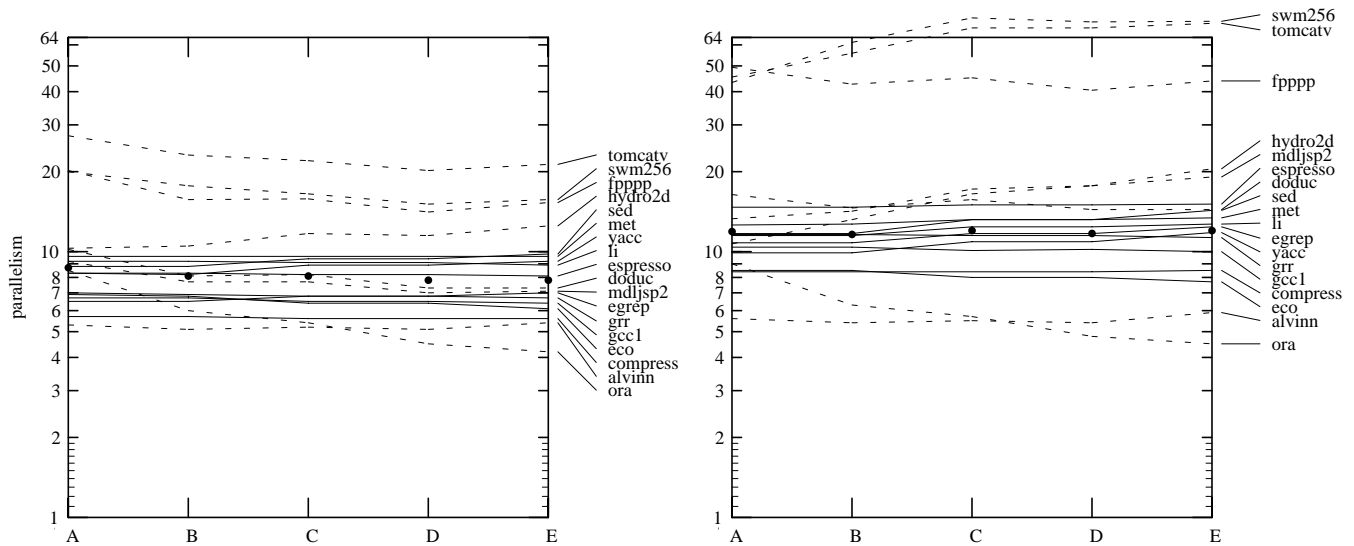 64
50
40
30
20
10
8
7
6
5
4
3
2
1
parallelism
A B C D E
tomcatv
swm256
fpppp
hydro2d
sed
met
yacc
li
espresso
doduc
mdljsp2
egrep
grr
gcc1
eco
compress
alvinn
ora
64
50
40
30
20
10
8
7
6
5
4
3
2
1
A B C D E
swm256
tomcatv
fpppp
hydro2d
mdljsp2
espresso
doduc
sed
met
li
egrep
yacc
grr
gcc1
compress
eco
alvinn
ora